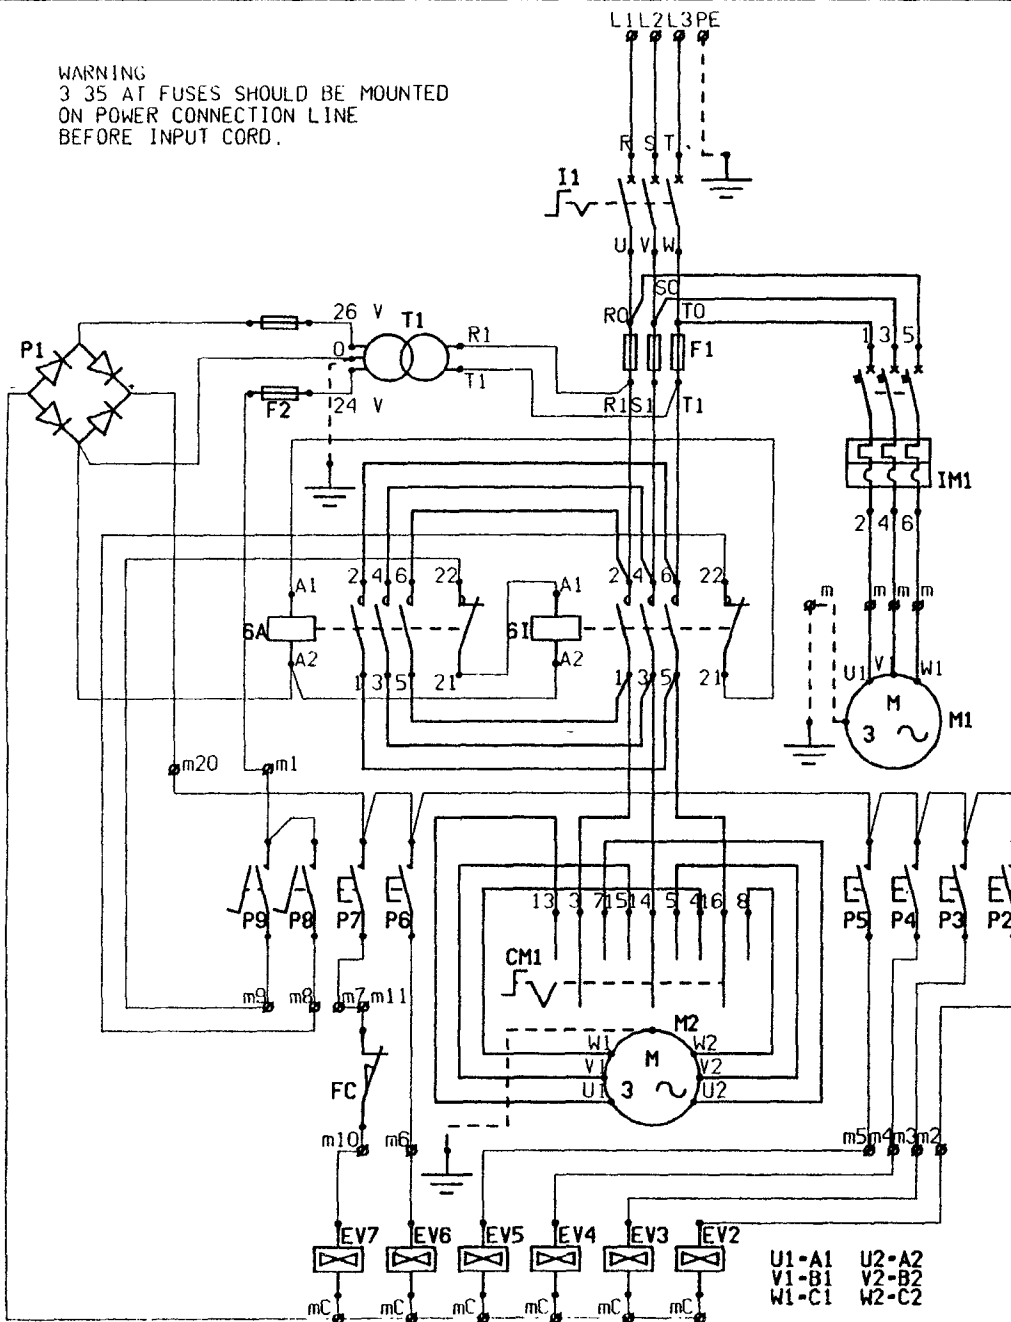 L1 L2 L3 PE
WARNING
3 35 AT FUSES SHOULD BE MOUNTED
ON POWER CONNECTION LINE
BEFORE INPUT CORD.
R S T
I1
U V W
SO
26 V T1 RO TO
R1 1 3 5
P1 0 F1
T1
F2 24 V R1 S1 T1
IM1
2 4 6
A1 2 4 6 22 A1 2 4 6 22
m m m m
6A 6I
A2 1 3 5 21 A2 1 3 5 21
U1 V1 W1
M M1
3
m20 m1
13 3 7 15 14 5 4 16 8
P9 P8 P7 P6 P5 P4 P3 P2
CM1
m9 m8 m7 m11
M2
W1 W2
M
V1 V2
FC U1 3 U2
m10 m6 m5 m4 m3 m2
EV7 EV6 EV5 EV4 EV3 EV2
U1-A1 U2-A2
V1-B1 V2-B2
W1-C1 W2-C2
mC mC mC mC mC mC